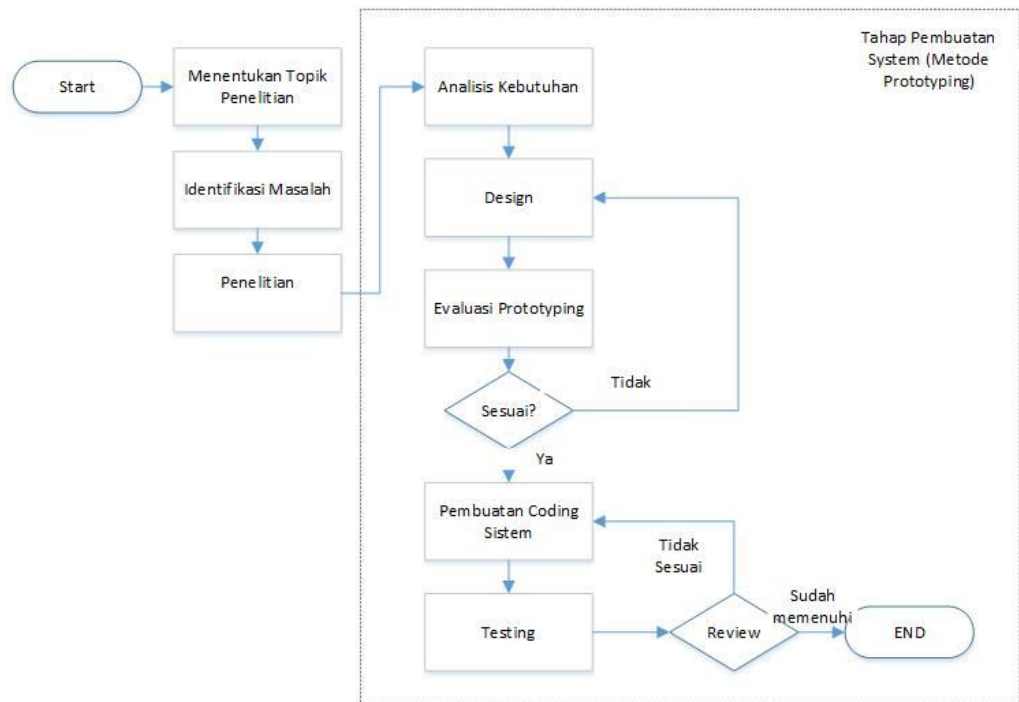 Tahap Pembuatan
System (Metode
Prototyping)
Start
Menentukan Topik
Penelitian
Identifikasi Masalah
Penelitian
Analisis Kebutuhan
Design
Evaluasi Prototyping
Sesuai?
Tidak
Ya
Pembuatan Coding
Sistem
Tidak
Sesuai
Testing
Review
Sudah
memenuhi
END